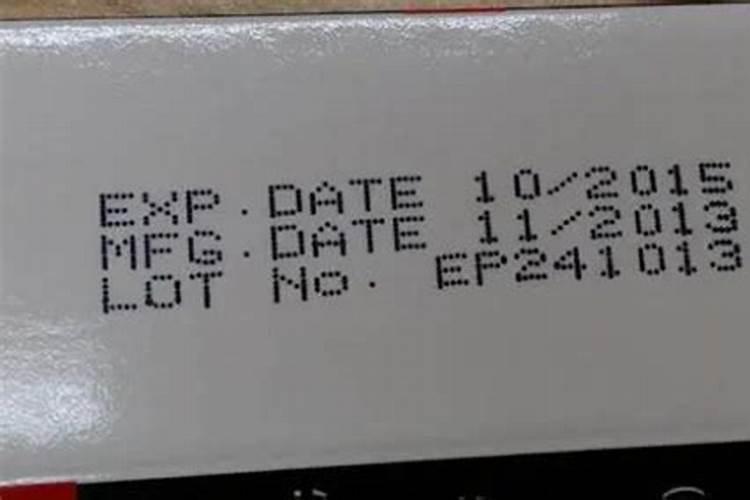 EXP.DATE 10/2015
MFG.DATE 11/2013
LOT No. EP241013